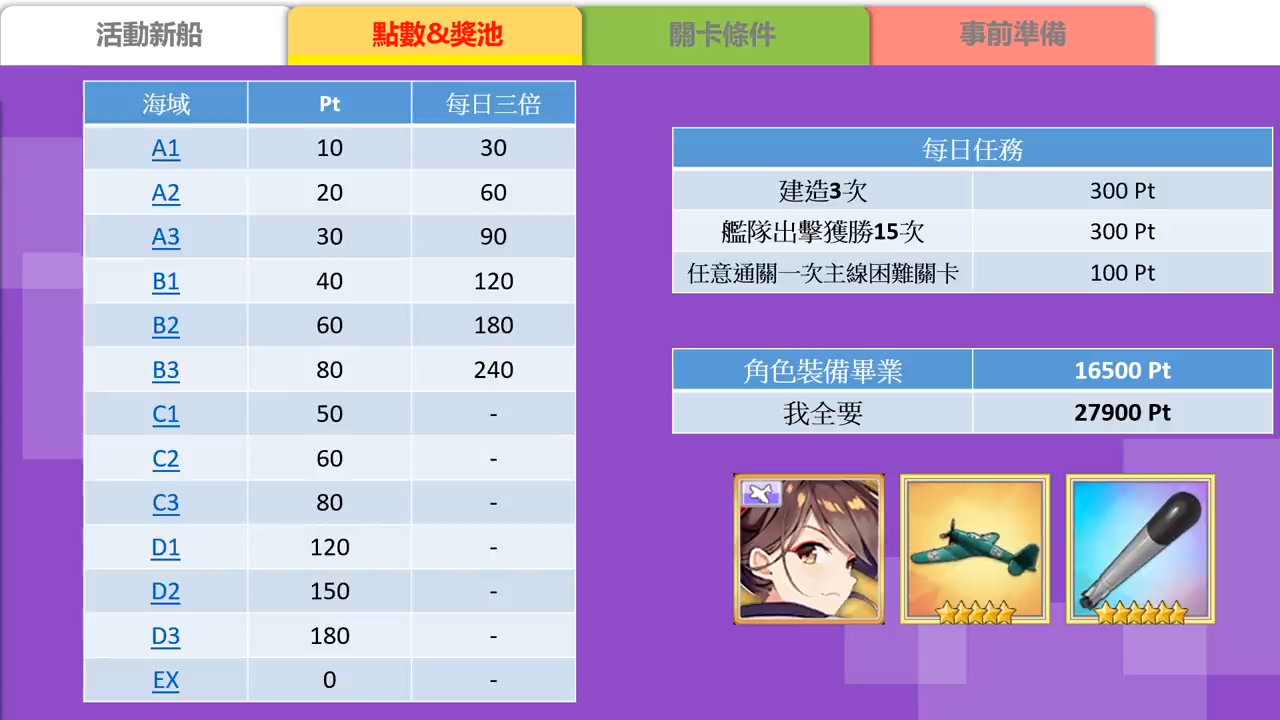 活動新船 點數&獎池 關卡條件 事前準備
海域 Pt 每日三倍
A1 10 30
A2 20 60
A3 30 90
B1 40 120
B2 60 180
B3 80 240
C1 50 -
C2 60 -
C3 80 -
D1 120 -
D2 150 -
D3 180 -
EX 0 -
每日任務
建造3次 300 Pt
艦隊出擊獲勝15次 300 Pt
任意通關一次主線困難關卡 100 Pt
角色裝備畢業 16500 Pt
我全要 27900 Pt